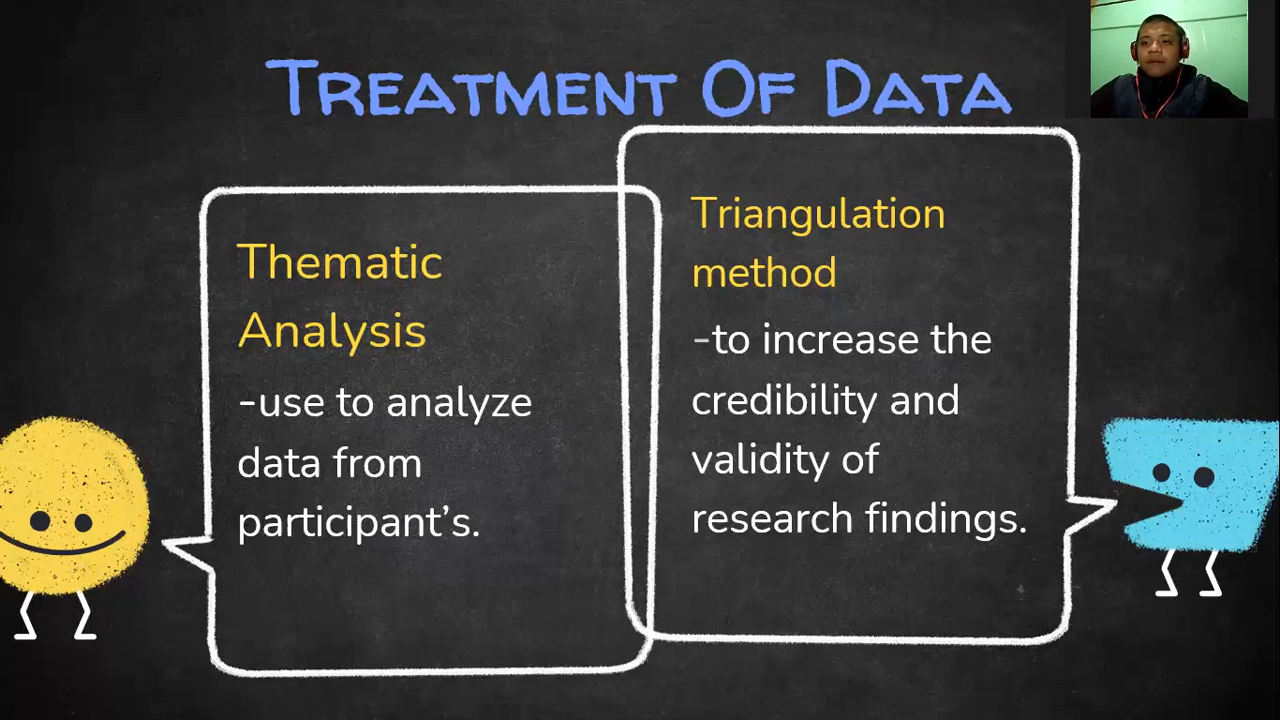 Treatment Of Data
Thematic
Analysis
-use to analyze
data from
participant’s.
Triangulation
method
-to increase the
credibility and
validity of
research findings.